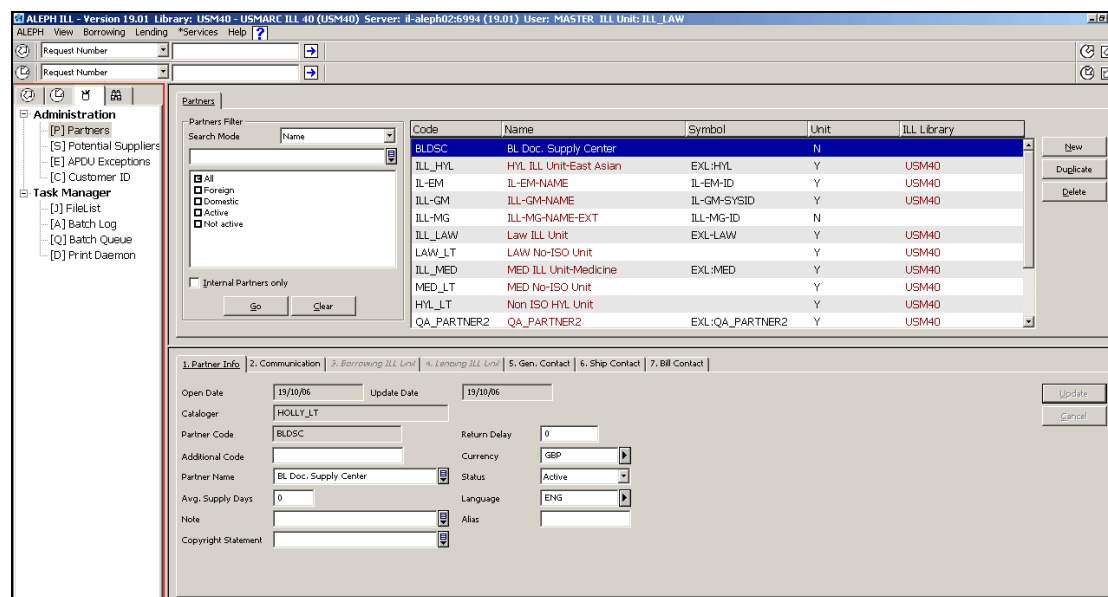 ALEPH ILL - Version 19.01 Library: USM40 - USMARC ILL 40 (USM40) Server: il-aleph02:6994 (19.01) User: MASTER ILL Unit: ILL_LAW
ALEPH View Borrowing Lending *Services Help ?
Request Number
Request Number
Administration
[P] Partners
[S] Potential Suppliers
[E] APDU Exceptions
[C] Customer ID
Task Manager
[J] FileList
[A] Batch Log
[Q] Batch Queue
[D] Print Daemon
Partners
Partners Filter
Search Mode Name
All
Foreign
Domestic
Active
Not active
Internal Partners only
Go Clear
Code Name Symbol Unit ILL Library
BLDSC BL Doc. Supply Center N
ILL_HYL HYL ILL Unit-East Asian EXL:HYL Y USM40
IL-EM IL-EM-NAME IL-EM-ID Y USM40
ILL-GM ILL-GM-NAME IL-GM-SYSID Y USM40
ILL-MG ILL-MG-NAME-EXT ILL-MG-ID N
ILL_LAW Law ILL Unit EXL-LAW Y USM40
LAW_LT LAW No-ISO Unit Y USM40
ILL_MED MED ILL Unit-Medicine EXL:MED Y USM40
MED_LT MED No-ISO Unit Y USM40
HYL_LT Non ISO HYL Unit Y USM40
QA_PARTNER2 QA_PARTNER2 EXL:QA_PARTNER2 Y USM40
New
Duplicate
Delete
1. Partner Info 2. Communication 3. Borrowing ILL Unit 4. Lending ILL Unit 5. Gen. Contact 6. Ship Contact 7. Bill Contact
Open Date 19/10/06 Update Date 19/10/06
Cataloger HOLLY_LT
Partner Code BLDSC Return Delay 0
Additional Code Currency GBP
Partner Name BL Doc. Supply Center Status Active
Avg. Supply Days 0 Language ENG
Note Alias
Copyright Statement
Update
Cancel